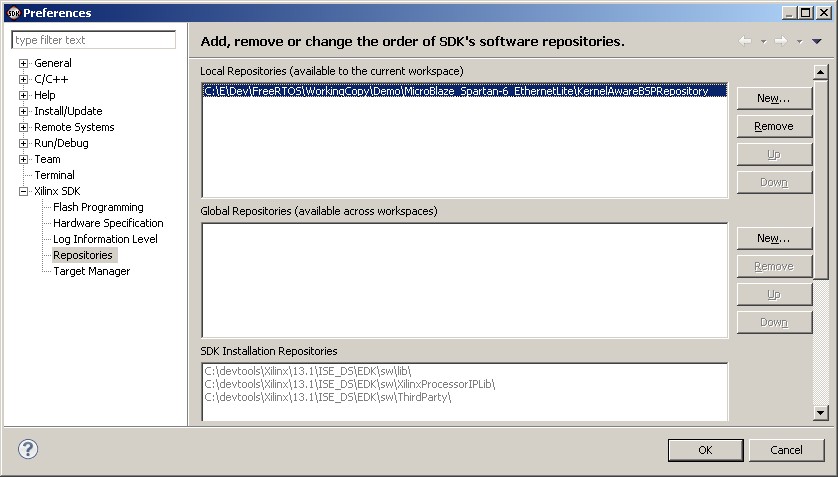 SDK Preferences
type filter text
General
C/C++
Help
Install/Update
Remote Systems
Run/Debug
Team
Terminal
Xilinx SDK
Flash Programming
Hardware Specification
Log Information Level
Repositories
Target Manager
Add, remove or change the order of SDK's software repositories.
Local Repositories (available to the current workspace)
C:\E\Dev\FreeRTOS\WorkingCopy\Demo\MicroBlaze_Spartan-6_EthernetLite\KernelAwareBSPRepository
New...
Remove
Up
Down
Global Repositories (available across workspaces)
New...
Remove
Up
Down
SDK Installation Repositories
C:\devtools\Xilinx\13.1\ISE_DS\EDK\sw\lib\
C:\devtools\Xilinx\13.1\ISE_DS\EDK\sw\XilinxProcessorIPLib\
C:\devtools\Xilinx\13.1\ISE_DS\EDK\sw\ThirdParty\
?
OK
Cancel